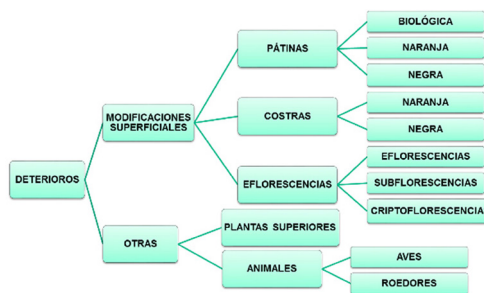 DETERIOROS
MODIFICACIONES
SUPERFICIALES
PÁTINAS
BIOLÓGICA
NARANJA
NEGRA
COSTRAS
NARANJA
NEGRA
EFLORESCENCIAS
EFLORESCENCIAS
SUBFLORESCENCIAS
CRIPTOFLORESCENCIA
OTRAS
PLANTAS SUPERIORES
ANIMALES
AVES
ROEDORES